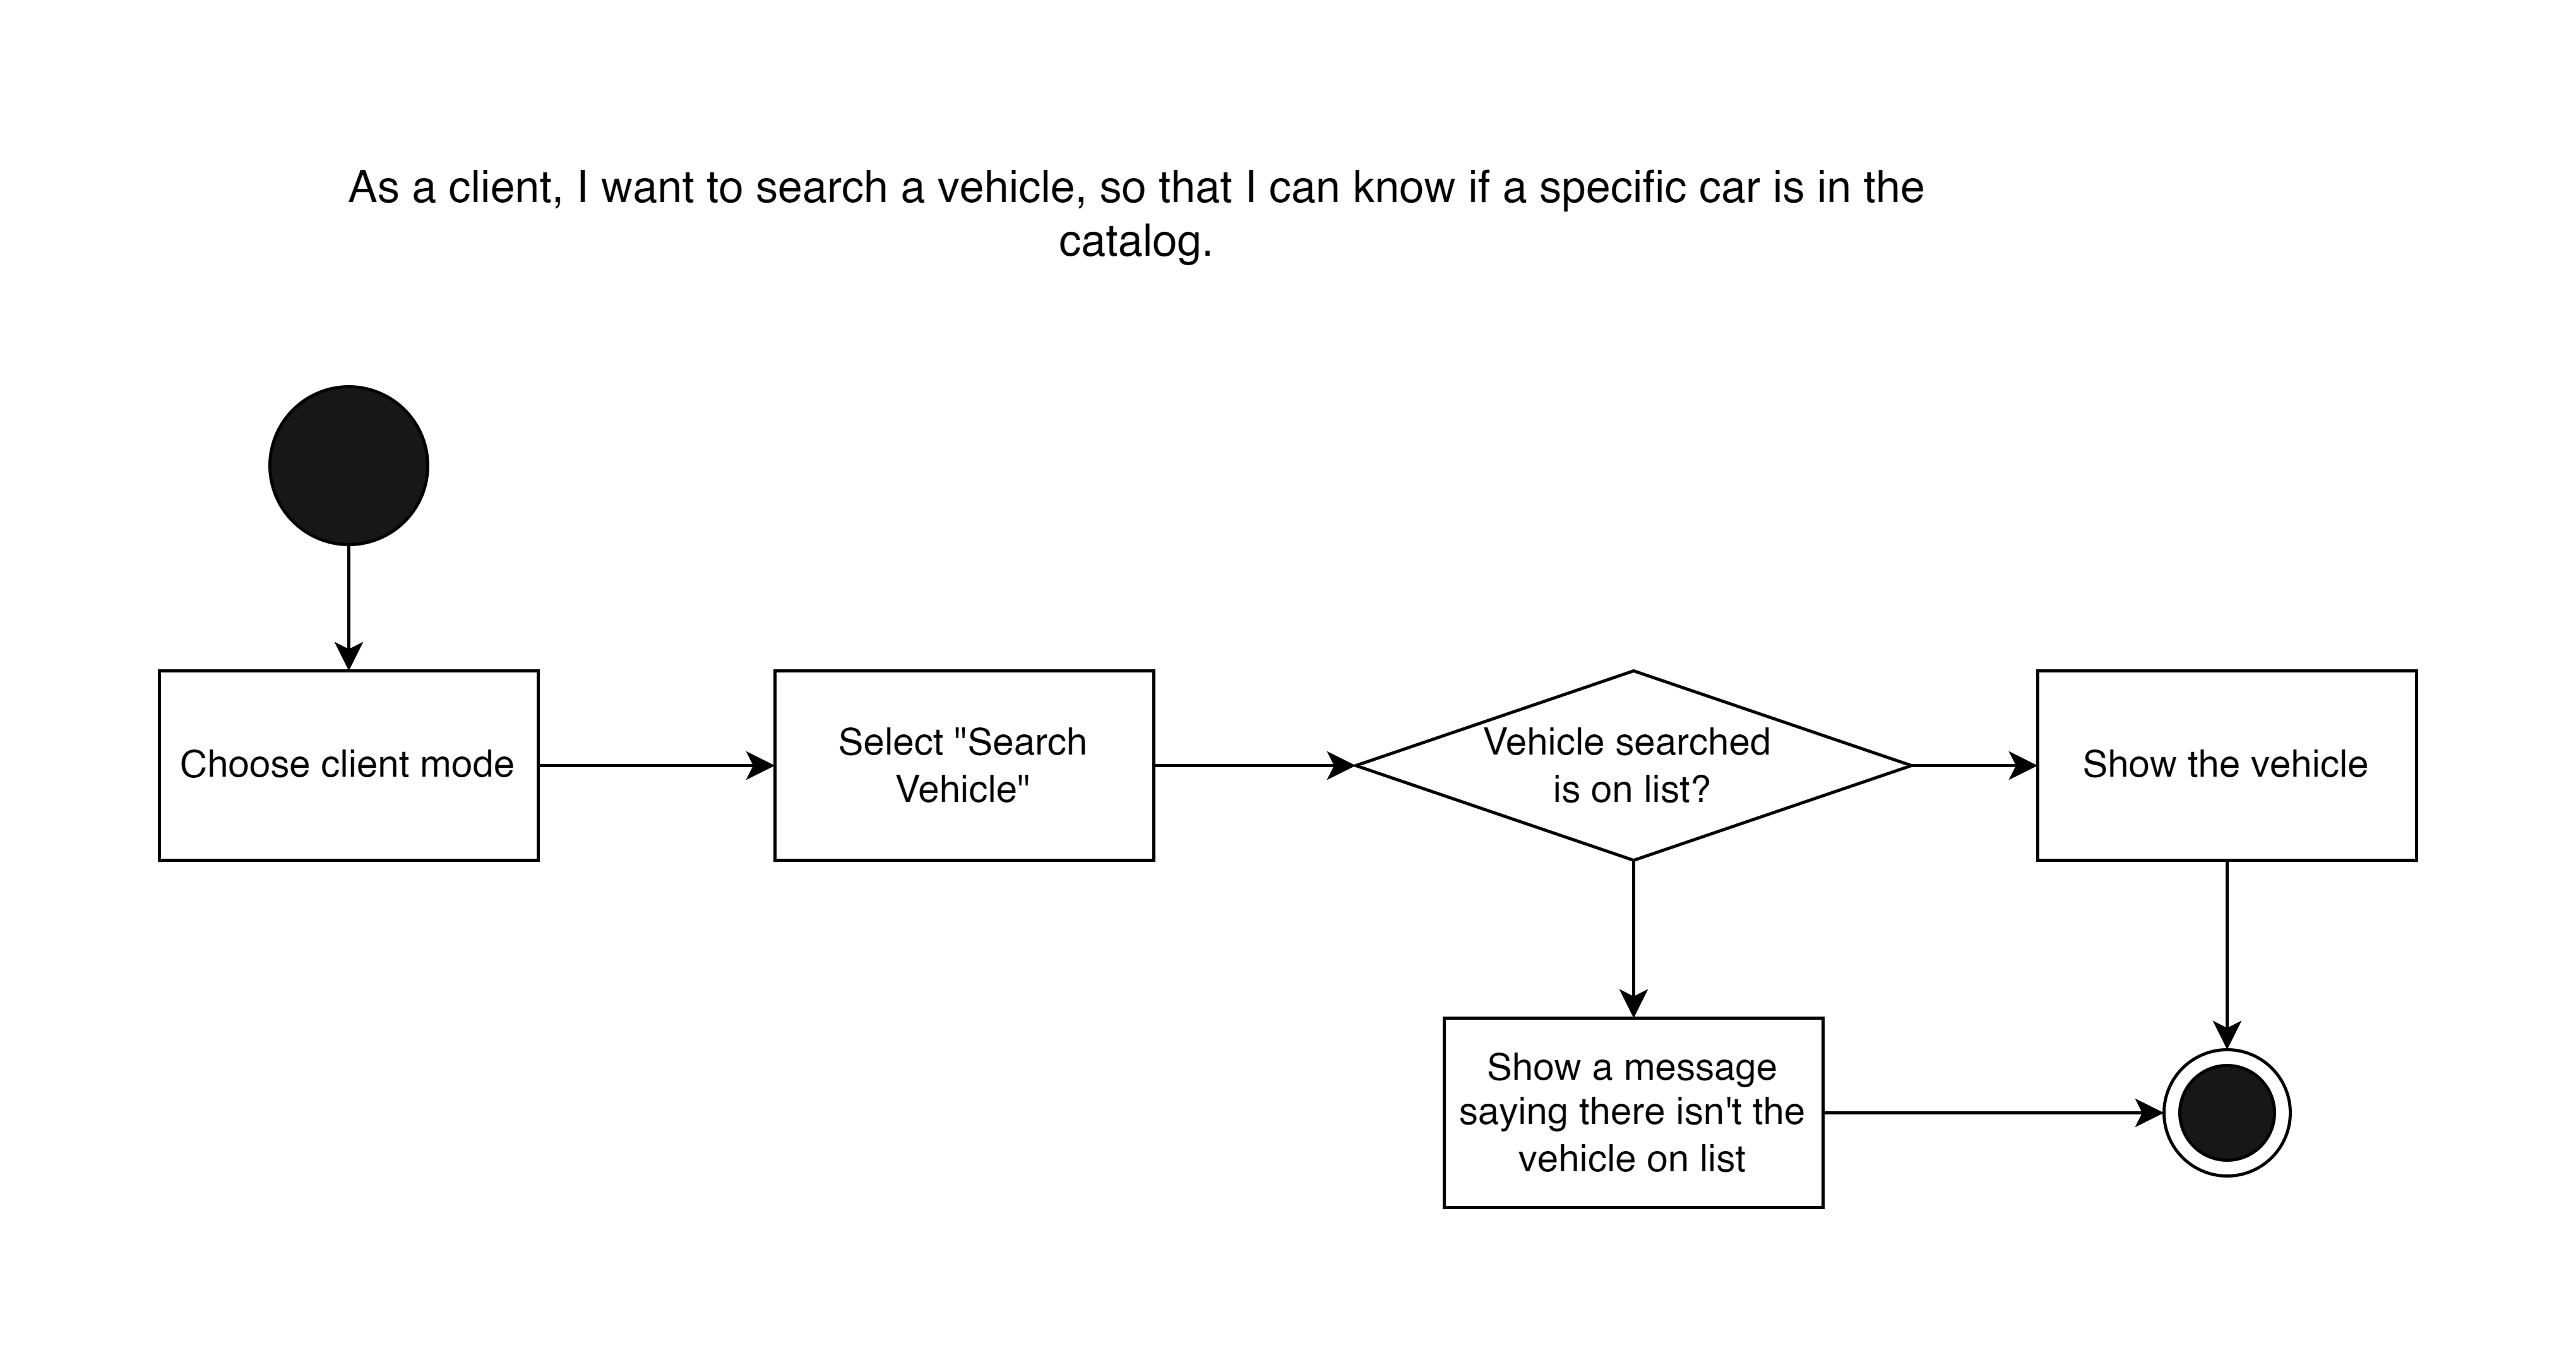 As a client, I want to search a vehicle, so that I can know if a specific car is in the
catalog.
Choose client mode
Select "Search
Vehicle"
Vehicle searched
is on list?
Show the vehicle
Show a message
saying there isn't the
vehicle on list